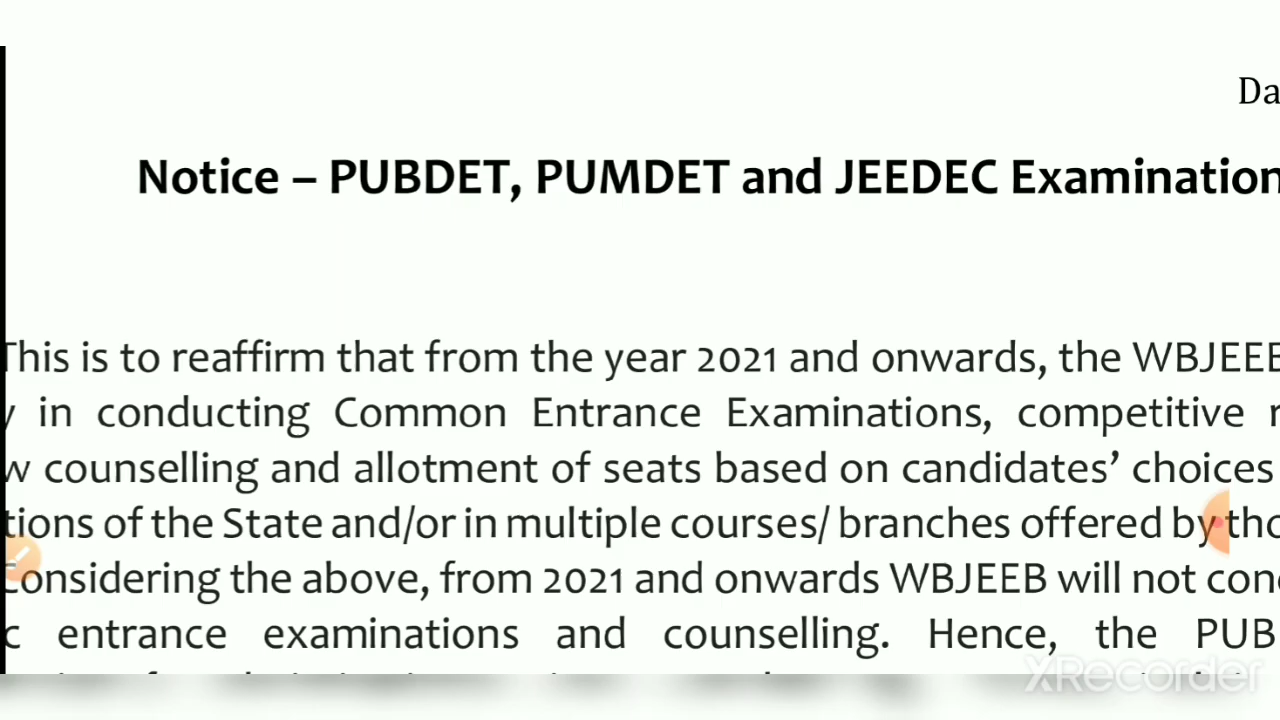 Da
Notice – PUBDET, PUMDET and JEEDEC Examination
This is to reaffirm that from the year 2021 and onwards, the WBJEEE
y in conducting Common Entrance Examinations, competitive r
w counselling and allotment of seats based on candidates’ choices
tions of the State and/or in multiple courses/ branches offered by tho
Considering the above, from 2021 and onwards WBJEEB will not cond
c entrance examinations and counselling. Hence, the PUB
XRecorder